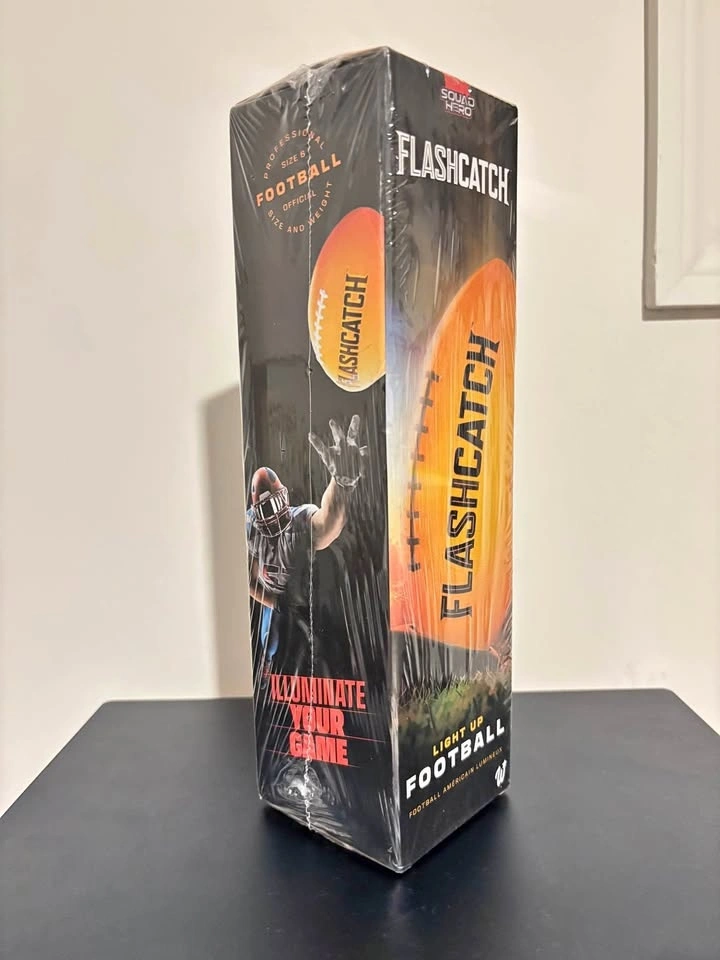 PROFESSIONAL
SIZE 6
FOOTBALL
OFFICIAL
SIZE AND WEIGHT
FLASHCATCH
ILLUMINATE
YOUR
GAME
SQUAD
HERO
FLASHCATCH
FLASHCATCH
LIGHT UP
FOOTBALL
FOOTBALL AMÉRICAIN LUMINEUX
W